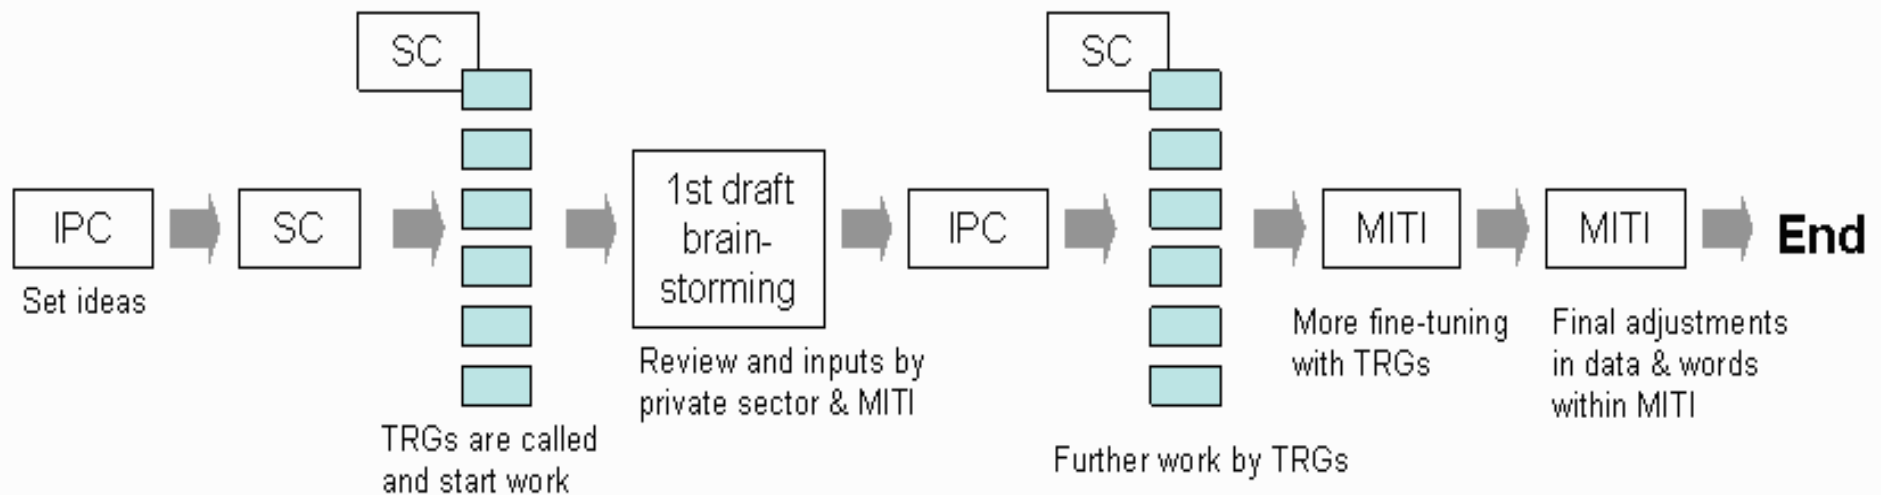 IPC
Set ideas
SC
SC
TRGs are called
and start work
1st draft
brain-
storming
Review and inputs by
private sector & MITI
IPC
SC
Further work by TRGs
MITI
More fine-tuning
with TRGs
MITI
Final adjustments
in data & words
within MITI
End